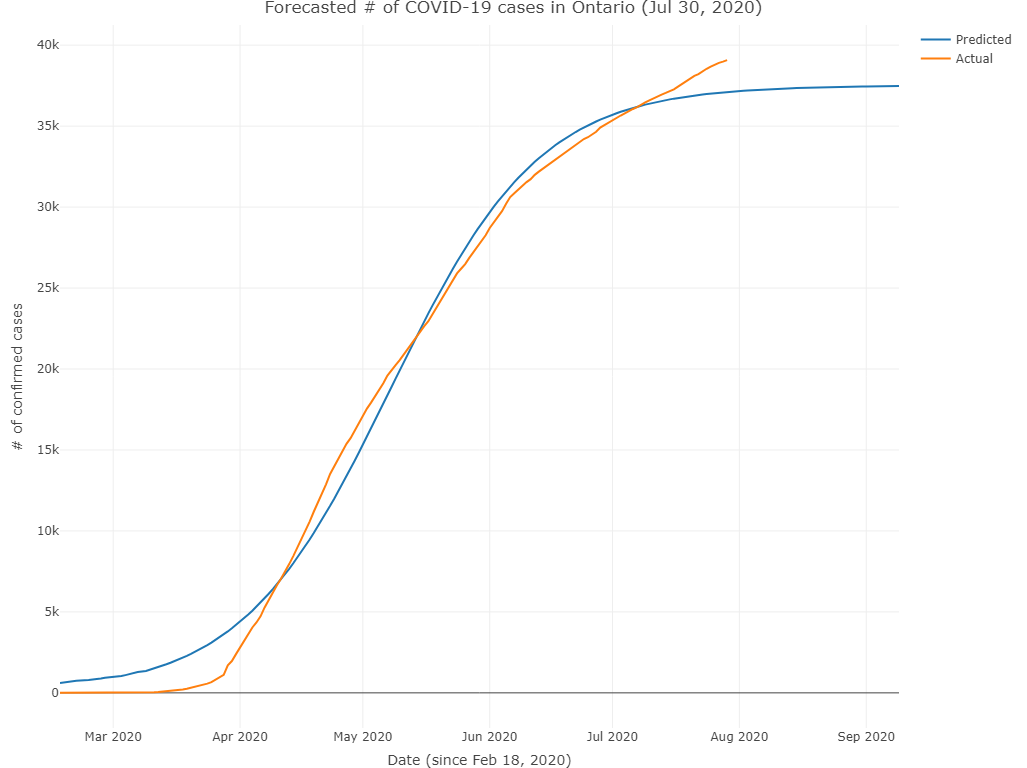 Forecasted # of COVID-19 cases in Ontario (Jul 30, 2020)
Predicted
Actual
40k
35k
30k
25k
20k
15k
10k
5k
0
# of confirmed cases
Mar 2020 Apr 2020 May 2020 Jun 2020 Jul 2020 Aug 2020 Sep 2020
Date (since Feb 18, 2020)